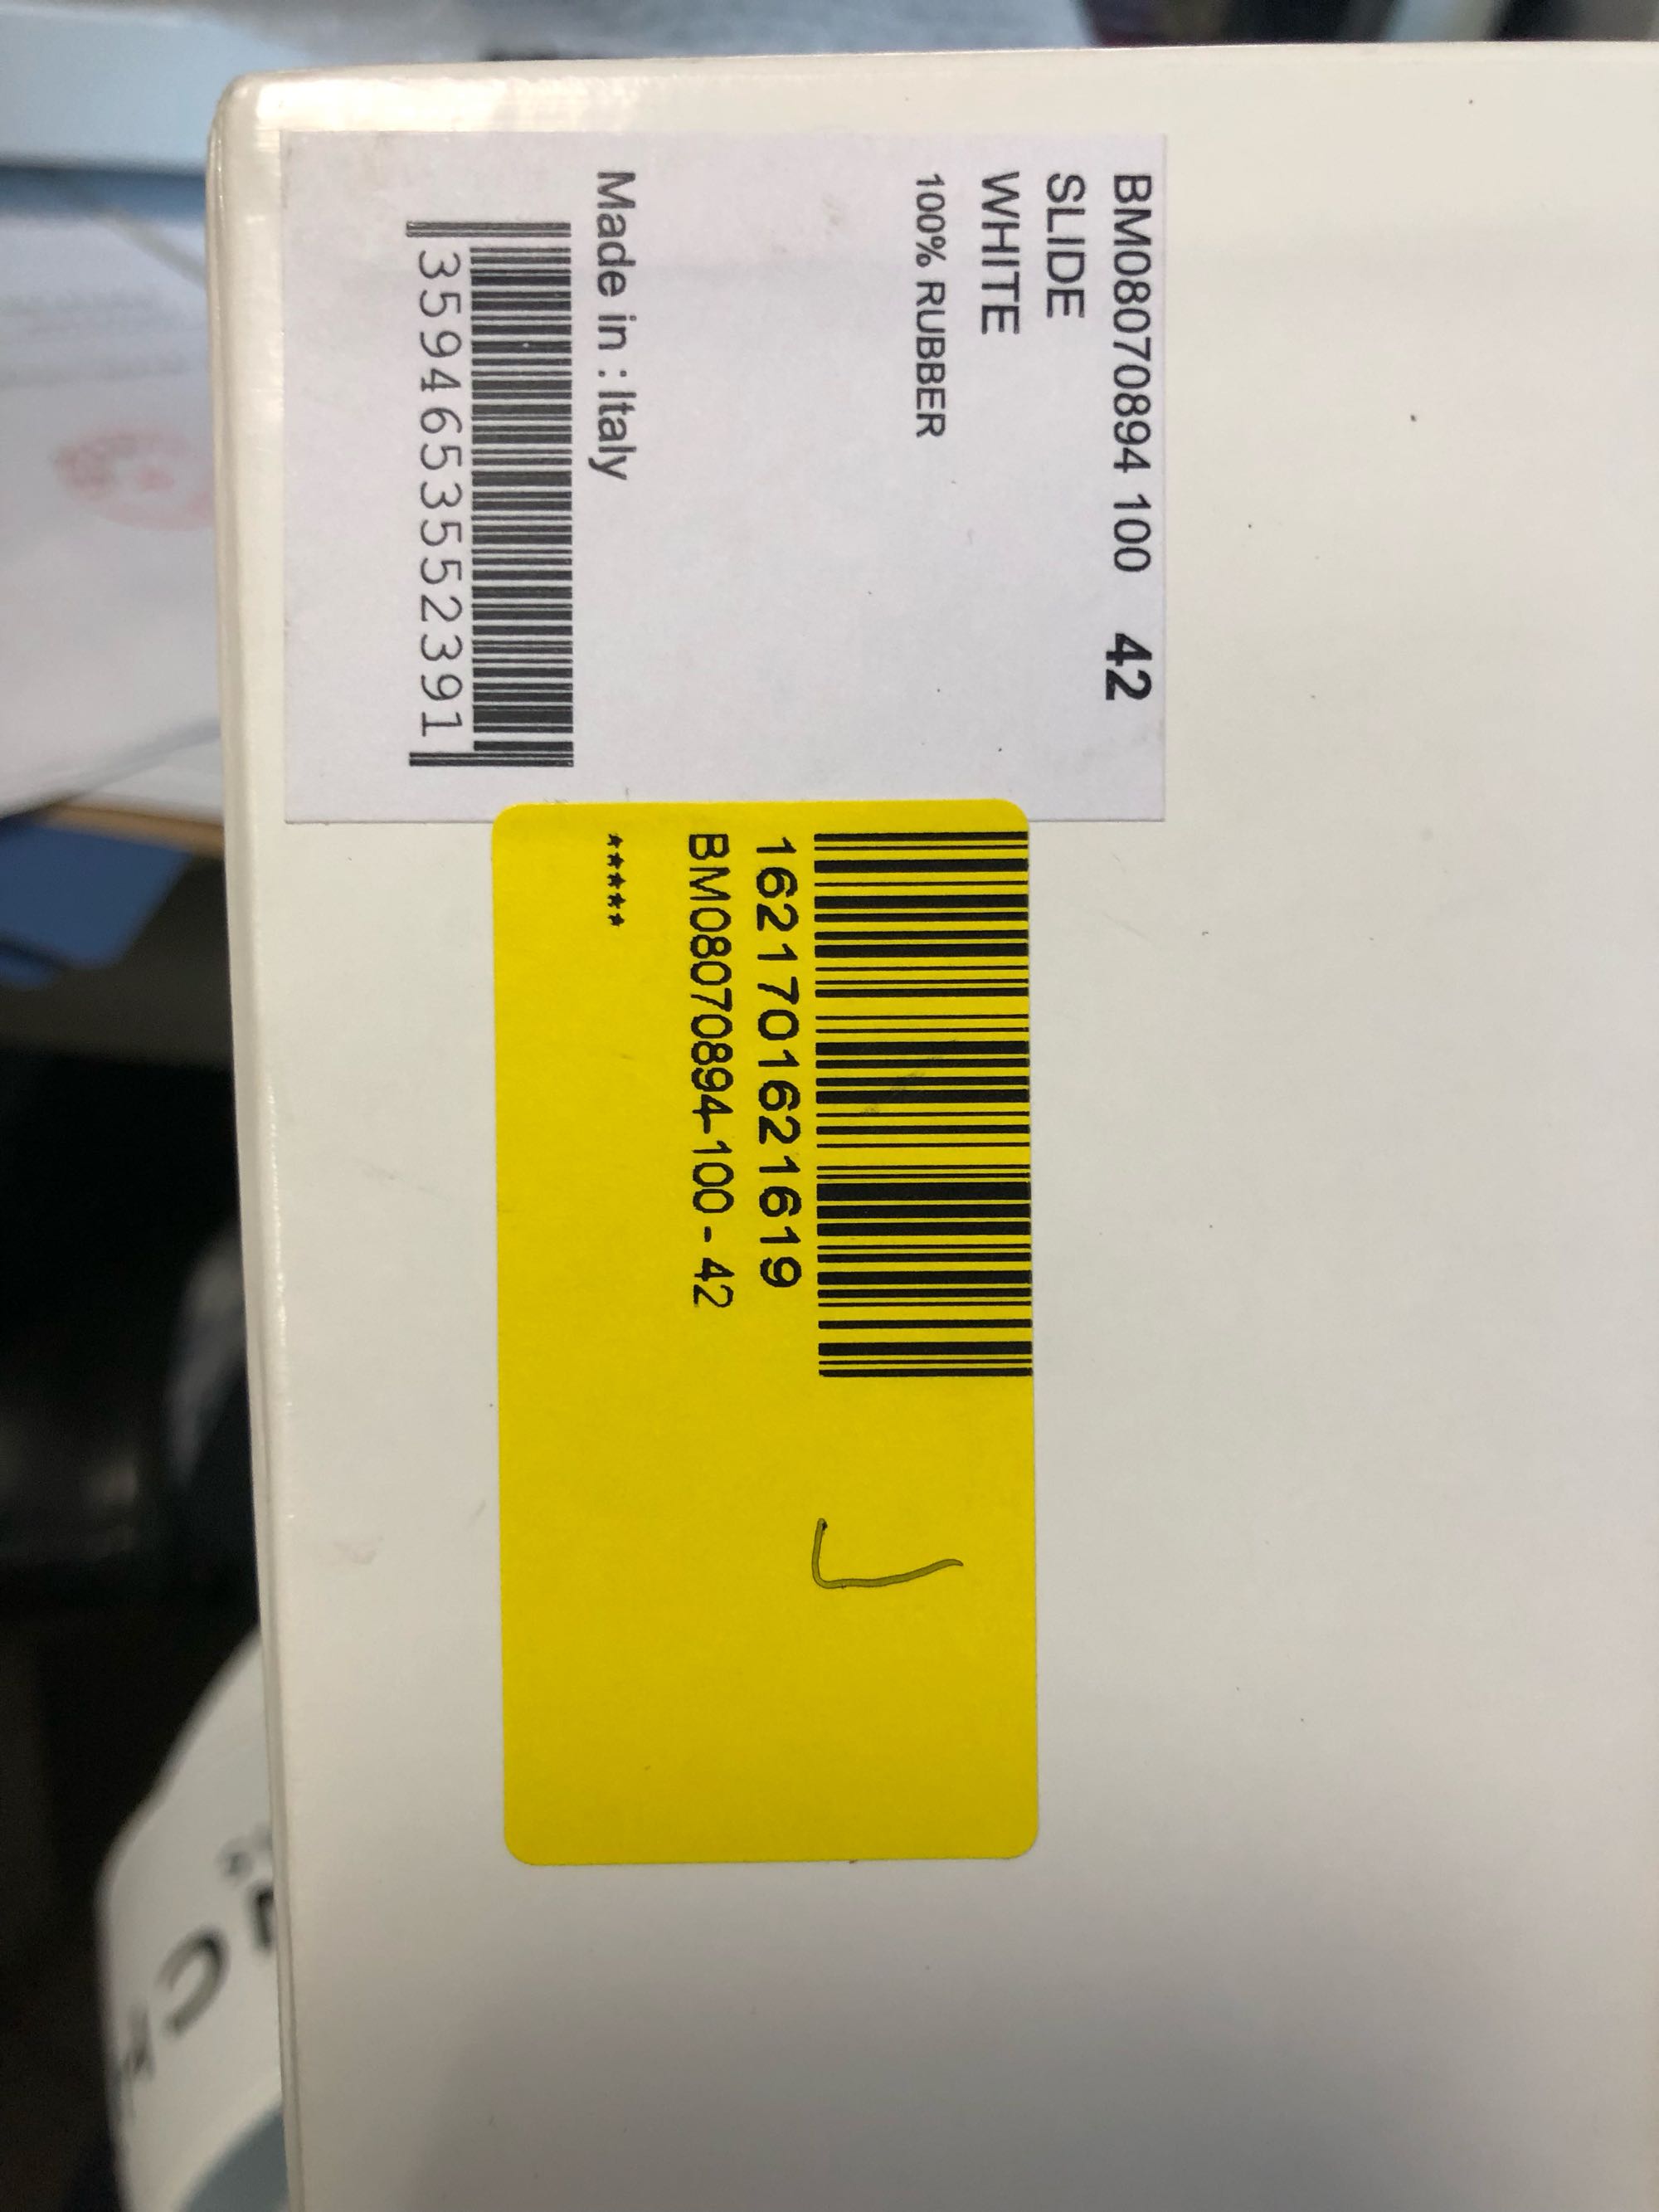 BM08070894 100 42
SLIDE
WHITE
100% RUBBER
Made in : Italy
3594653552391
1621701621619
BM08070894-100 - 42
*****